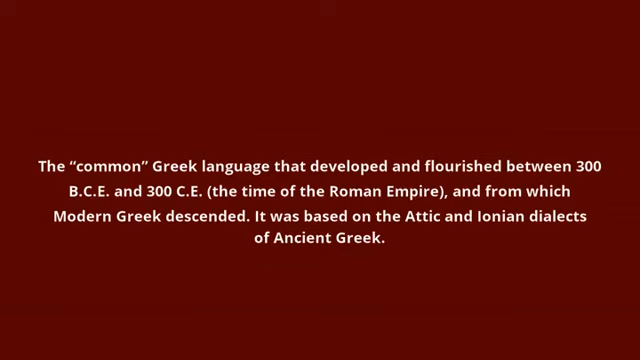 The “common” Greek language that developed and flourished between 300
B.C.E. and 300 C.E. (the time of the Roman Empire), and from which
Modern Greek descended. It was based on the Attic and Ionian dialects
of Ancient Greek.